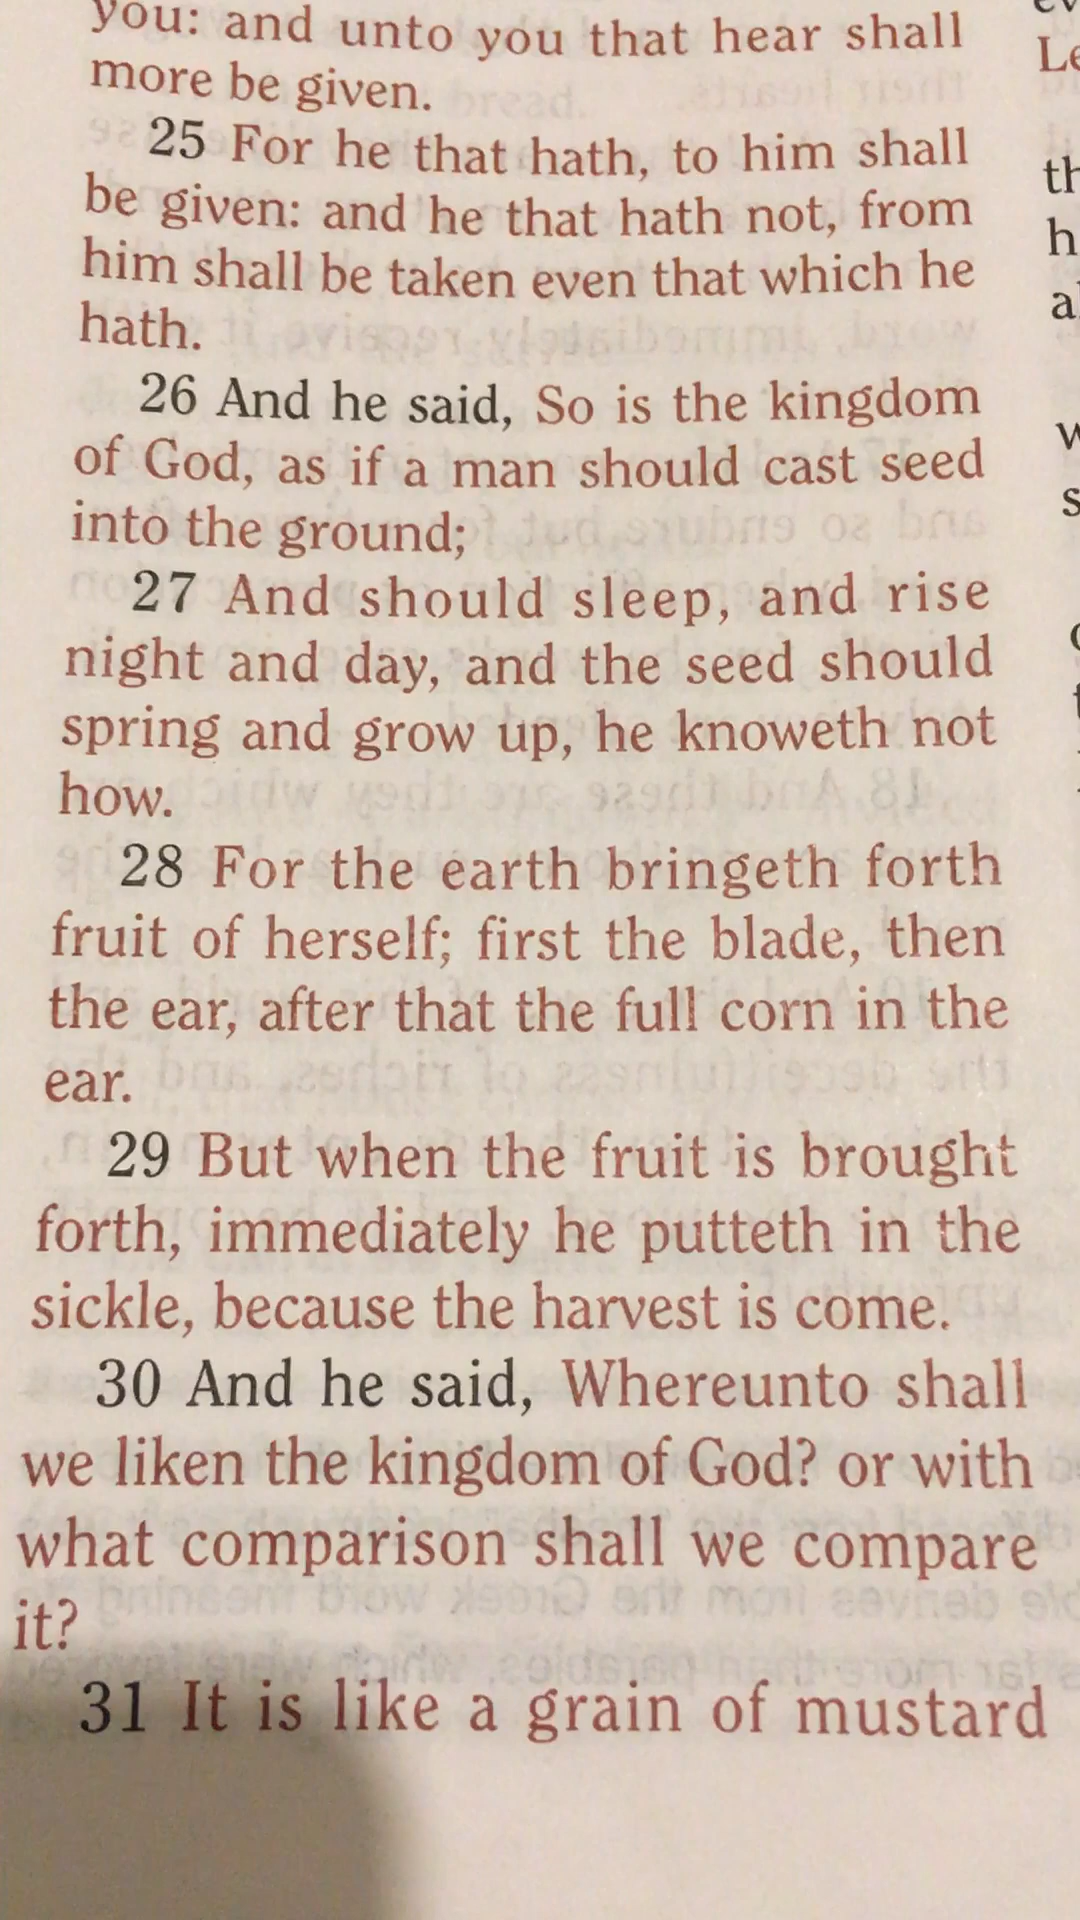 you: and unto you that hear shall
more be given.
25 For he that hath, to him shall
be given: and he that hath not, from
him shall be taken even that which he
hath.
26 And he said, So is the kingdom
of God, as if a man should cast seed
into the ground;
27 And should sleep, and rise
night and day, and the seed should
spring and grow up, he knoweth not
how.
28 For the earth bringeth forth
fruit of herself; first the blade, then
the ear, after that the full corn in the
ear.
29 But when the fruit is brought
forth, immediately he putteth in the
sickle, because the harvest is come.
30 And he said, Whereunto shall
we liken the kingdom of God? or with
what comparison shall we compare
it?
31 It is like a grain of mustard